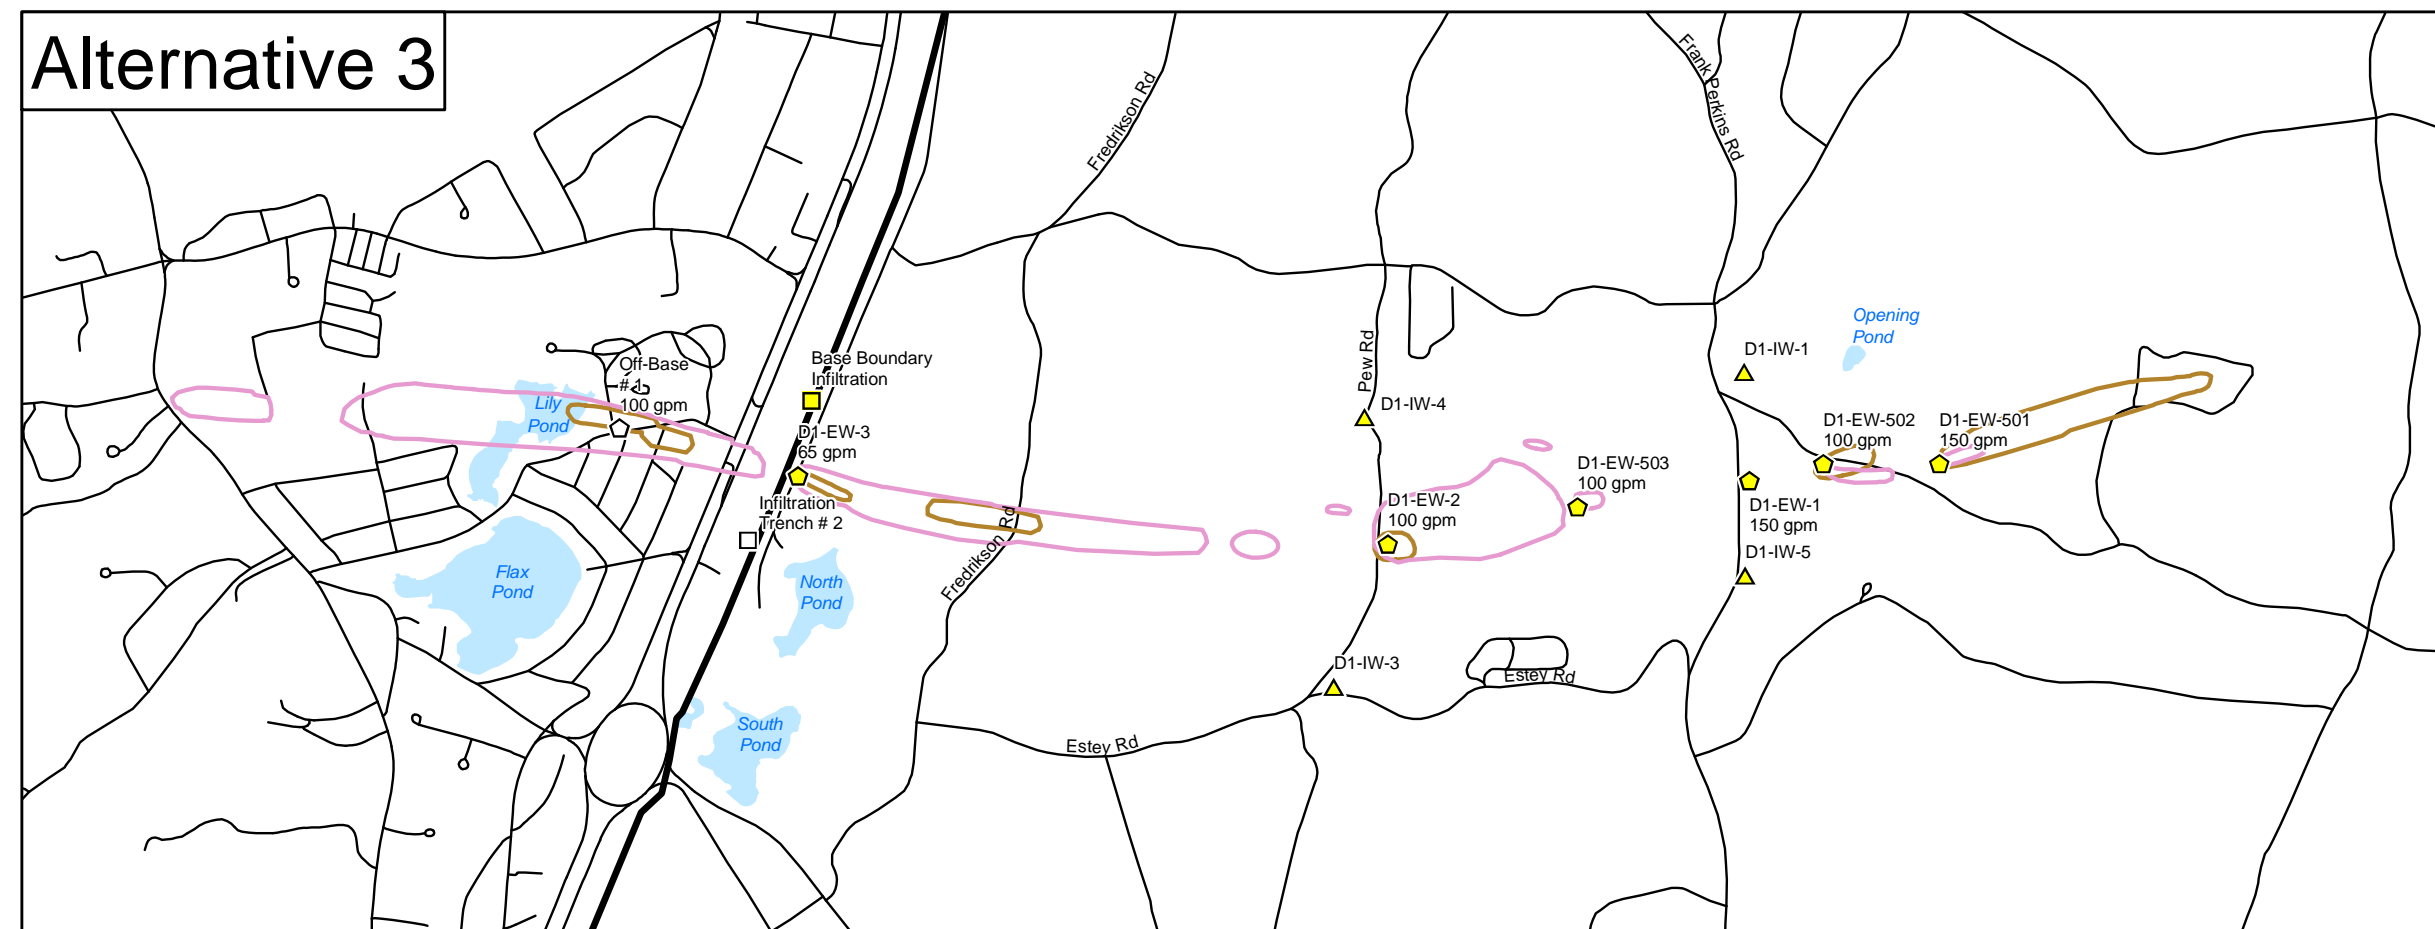 Alternative 3
Fredrikson Rd
Frank Perkins Rd
Opening
Pond
Base Boundary
Infiltration
Off-Base
# 1
100 gpm
Lily
Pond
D1-EW-3
65 gpm
Infiltration
Trench # 2
Pew Rd
D1-IW-4
D1-IW-1
D1-EW-502
100 gpm
D1-EW-501
150 gpm
D1-EW-503
100 gpm
D1-EW-2
100 gpm
D1-EW-1
150 gpm
D1-IW-5
Fredrikson Rd
Flax
Pond
North
Pond
D1-IW-3
Estey Rd
South
Pond
Estey Rd